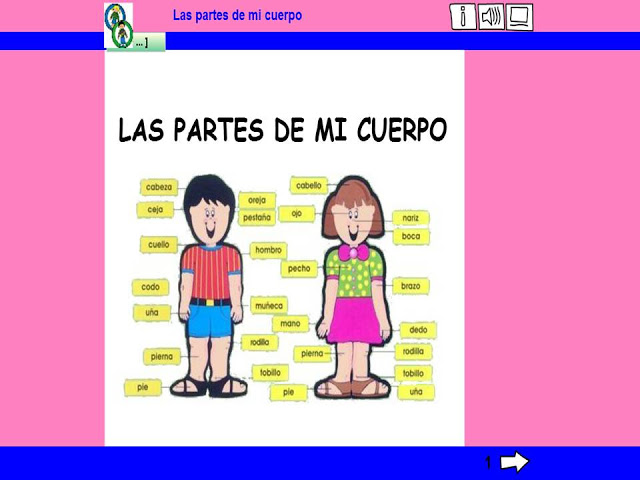 Las partes de mi cuerpo
i
... ]
LAS PARTES DE MI CUERPO
cabeza
ceja
cuello
codo
uña
pierna
pie
oreja
pestaña
hombro
muñeca
rodilla
tobillo
cabello
ojo
pecho
mano
pierna
pie
nariz
boca
brazo
dedo
rodilla
tobillo
uña
1